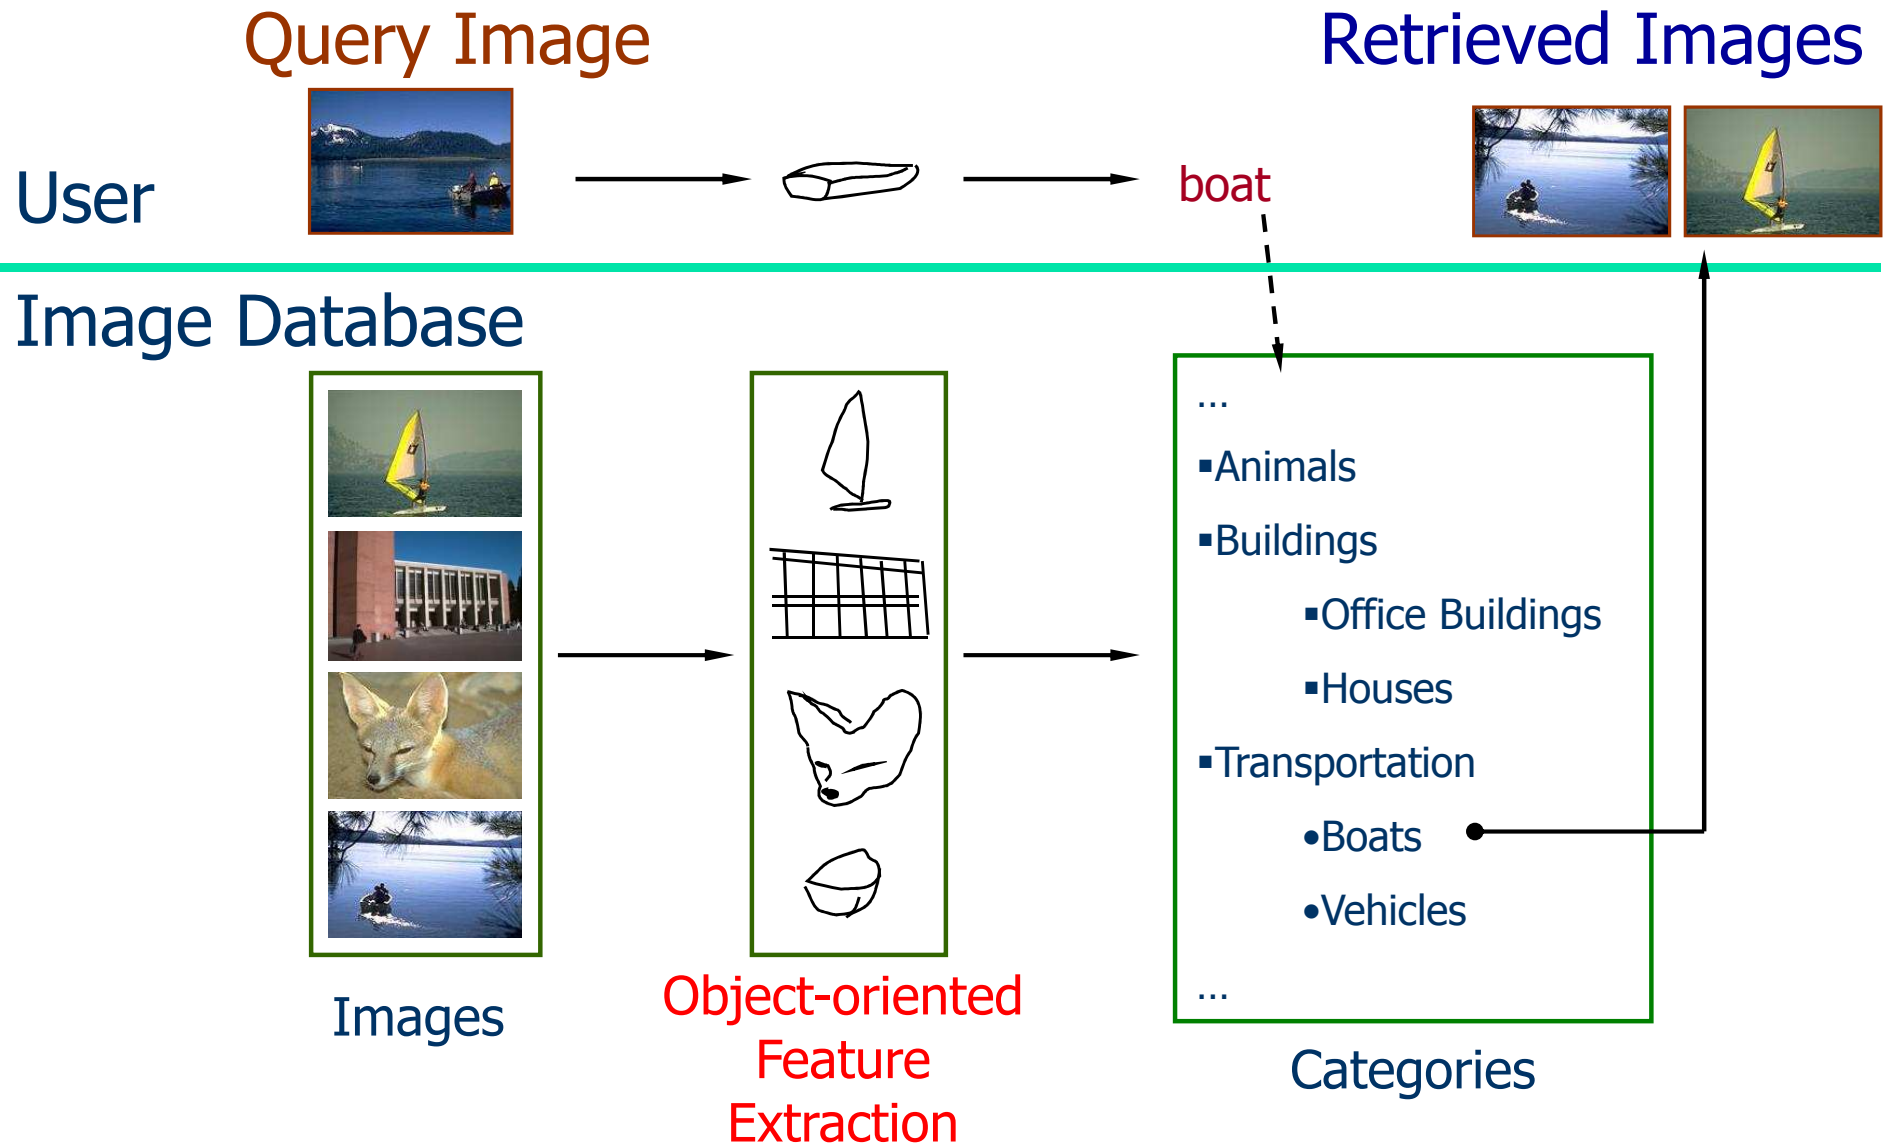 Query Image
Retrieved Images
User
boat
Image Database
...
▪Animals
▪Buildings
▪Office Buildings
▪Houses
▪Transportation
•Boats
•Vehicles
...
Images
Object-oriented
Feature
Extraction
Categories